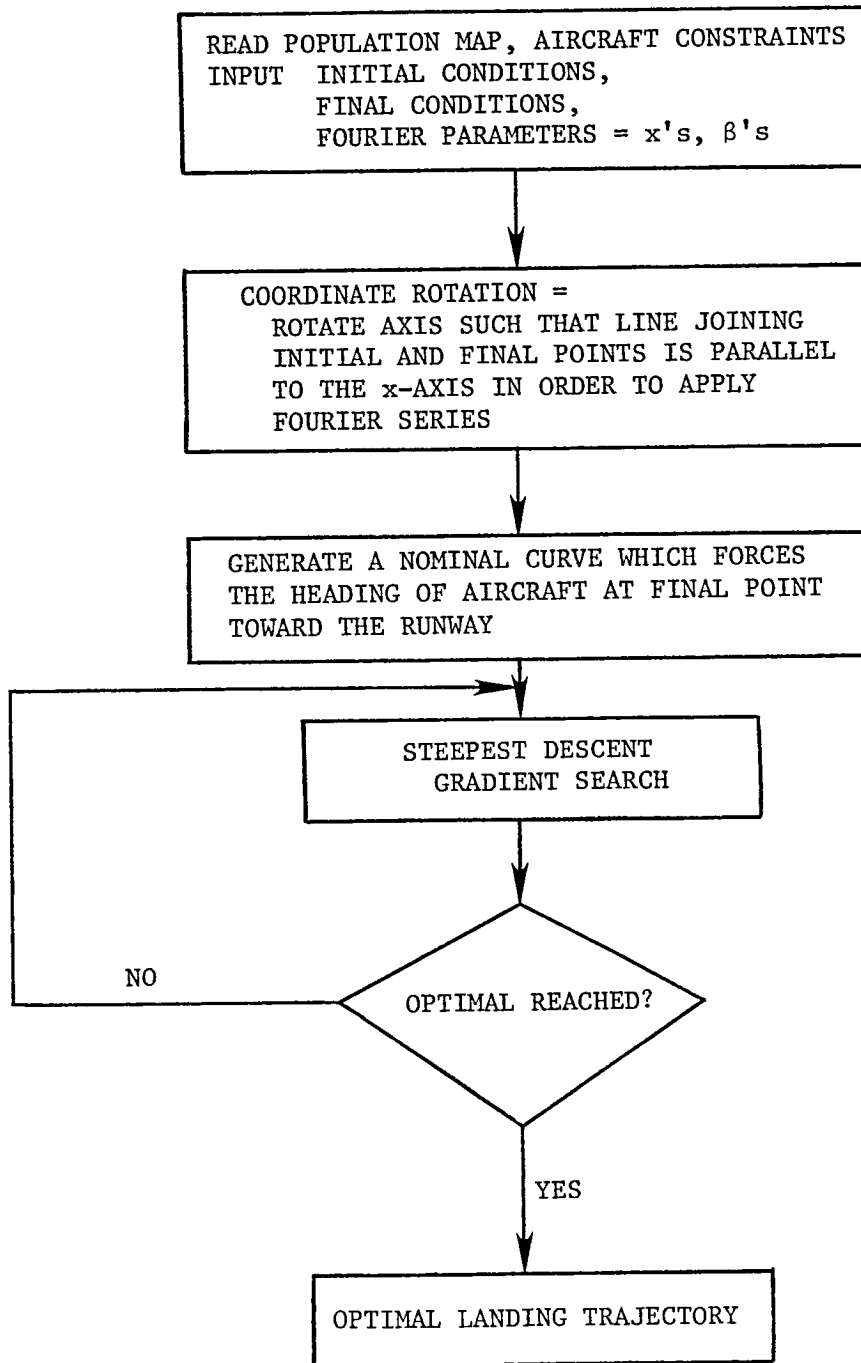 READ POPULATION MAP, AIRCRAFT CONSTRAINTS
INPUT INITIAL CONDITIONS,
FINAL CONDITIONS,
FOURIER PARAMETERS = x's, β's
COORDINATE ROTATION =
ROTATE AXIS SUCH THAT LINE JOINING
INITIAL AND FINAL POINTS IS PARALLEL
TO THE x-AXIS IN ORDER TO APPLY
FOURIER SERIES
GENERATE A NOMINAL CURVE WHICH FORCES
THE HEADING OF AIRCRAFT AT FINAL POINT
TOWARD THE RUNWAY
STEEPEST DESCENT
GRADIENT SEARCH
NO
OPTIMAL REACHED?
YES
OPTIMAL LANDING TRAJECTORY